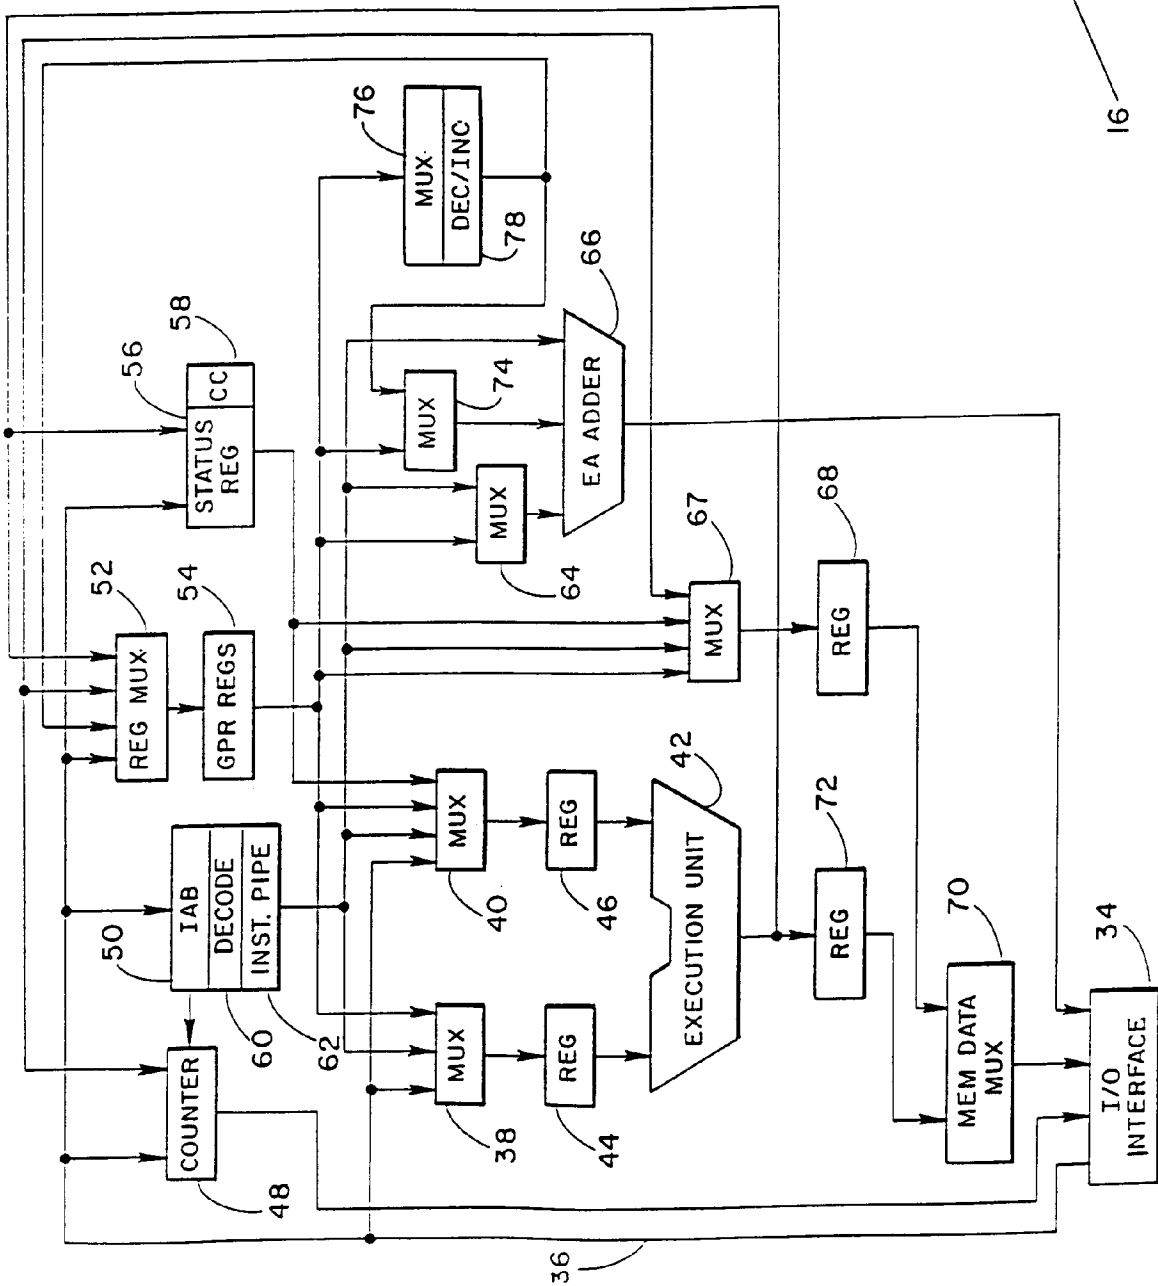 16
76
MUX
DEC/INC
78
66
58
56
CC
STATUS
REG
74
MUX
MUX
64
EA ADDER
52
54
REG MUX
GPR REGS
67
MUX
68
REG
50
IAB
DECODE
INST. PIPE
60
62
MUX
40
REG
46
42
EXECUTION UNIT
72
REG
70
MEM DATA
MUX
34
I/O
INTERFACE
COUNTER
48
MUX
38
REG
44
36